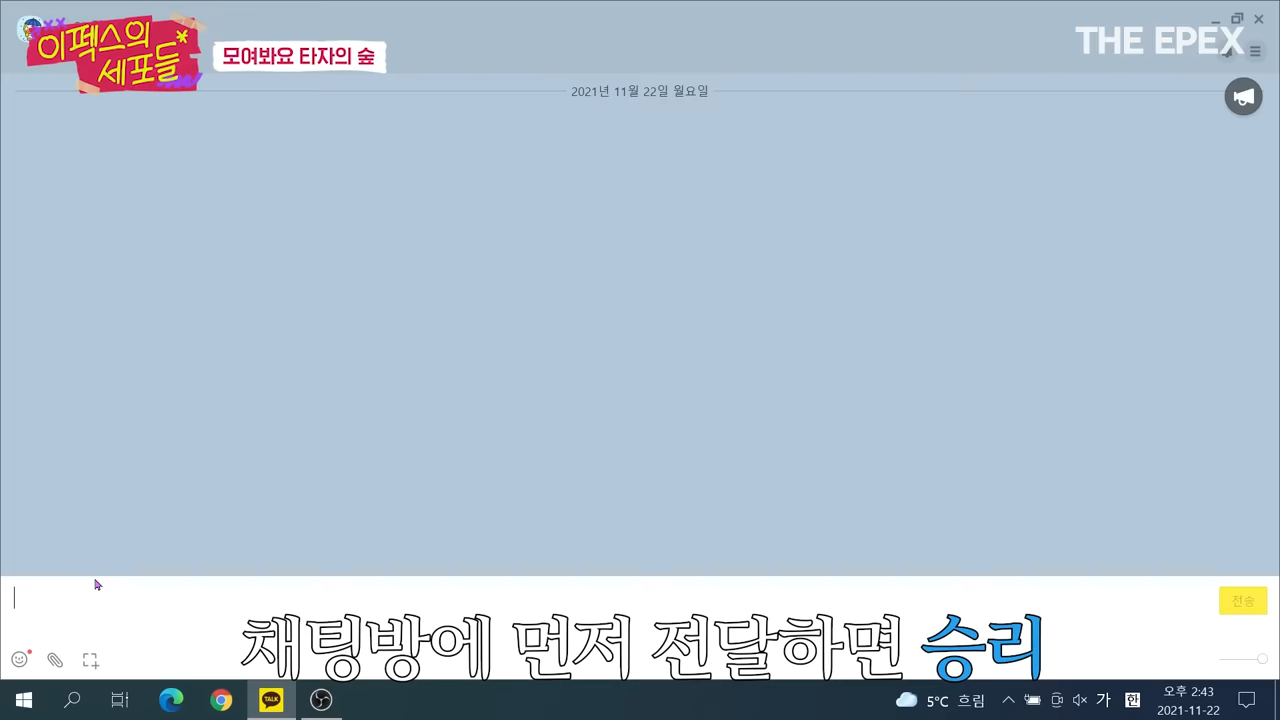 이펙스의
세포들
모여봐요 타자의 숲
THE EPEX
2021년 11월 22일 월요일
전송
채팅방에 먼저 전달하면 승리
TALK
5°C 흐림
가
한
오후 2:43
2021-11-22